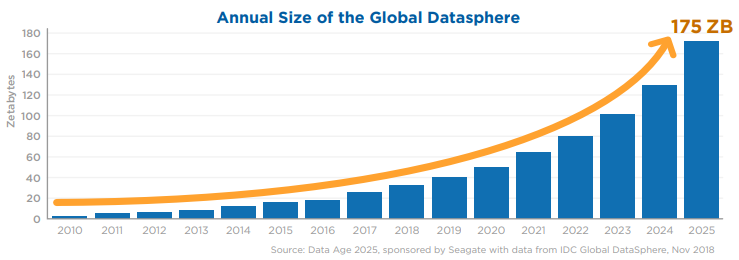 Annual Size of the Global Datasphere
175 ZB
Zetabytes
180
160
140
120
100
80
60
40
20
0
2010 2011 2012 2013 2014 2015 2016 2017 2018 2019 2020 2021 2022 2023 2024 2025
Source: Data Age 2025, sponsored by Seagate with data from IDC Global DataSphere, Nov 2018